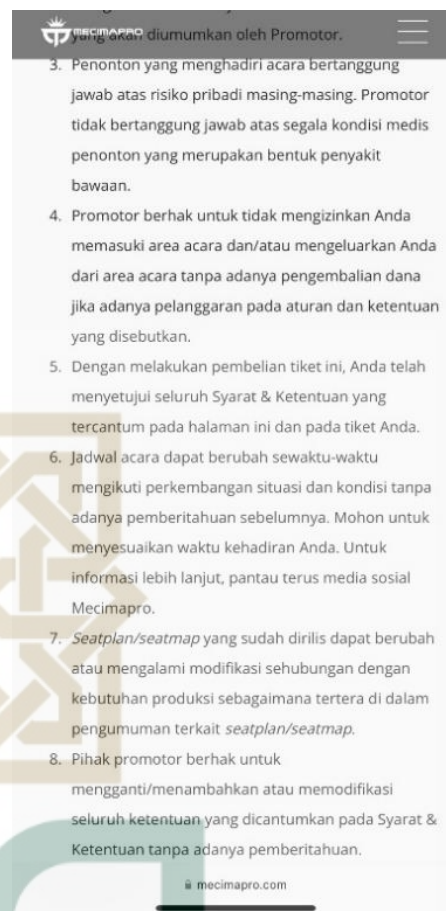 MECIMAPRO
yang akan diumumkan oleh Promotor.
3. Penonton yang menghadiri acara bertanggung
jawab atas risiko pribadi masing-masing. Promotor
tidak bertanggung jawab atas segala kondisi medis
penonton yang merupakan bentuk penyakit
bawaan.
4. Promotor berhak untuk tidak mengizinkan Anda
memasuki area acara dan/atau mengeluarkan Anda
dari area acara tanpa adanya pengembalian dana
jika adanya pelanggaran pada aturan dan ketentuan
yang disebutkan.
5. Dengan melakukan pembelian tiket ini, Anda telah
menyetujui seluruh Syarat & Ketentuan yang
tercantum pada halaman ini dan pada tiket Anda.
6. Jadwal acara dapat berubah sewaktu-waktu
mengikuti perkembangan situasi dan kondisi tanpa
adanya pemberitahuan sebelumnya. Mohon untuk
menyesuaikan waktu kehadiran Anda. Untuk
informasi lebih lanjut, pantau terus media sosial
Mecimapro.
7. Seatplan/seatmap yang sudah dirilis dapat berubah
atau mengalami modifikasi sehubungan dengan
kebutuhan produksi sebagaimana tertera di dalam
pengumuman terkait seatplan/seatmap.
8. Pihak promotor berhak untuk
mengganti/menambahkan atau memodifikasi
seluruh ketentuan yang dicantumkan pada Syarat &
Ketentuan tanpa adanya pemberitahuan.
mecimapro.com